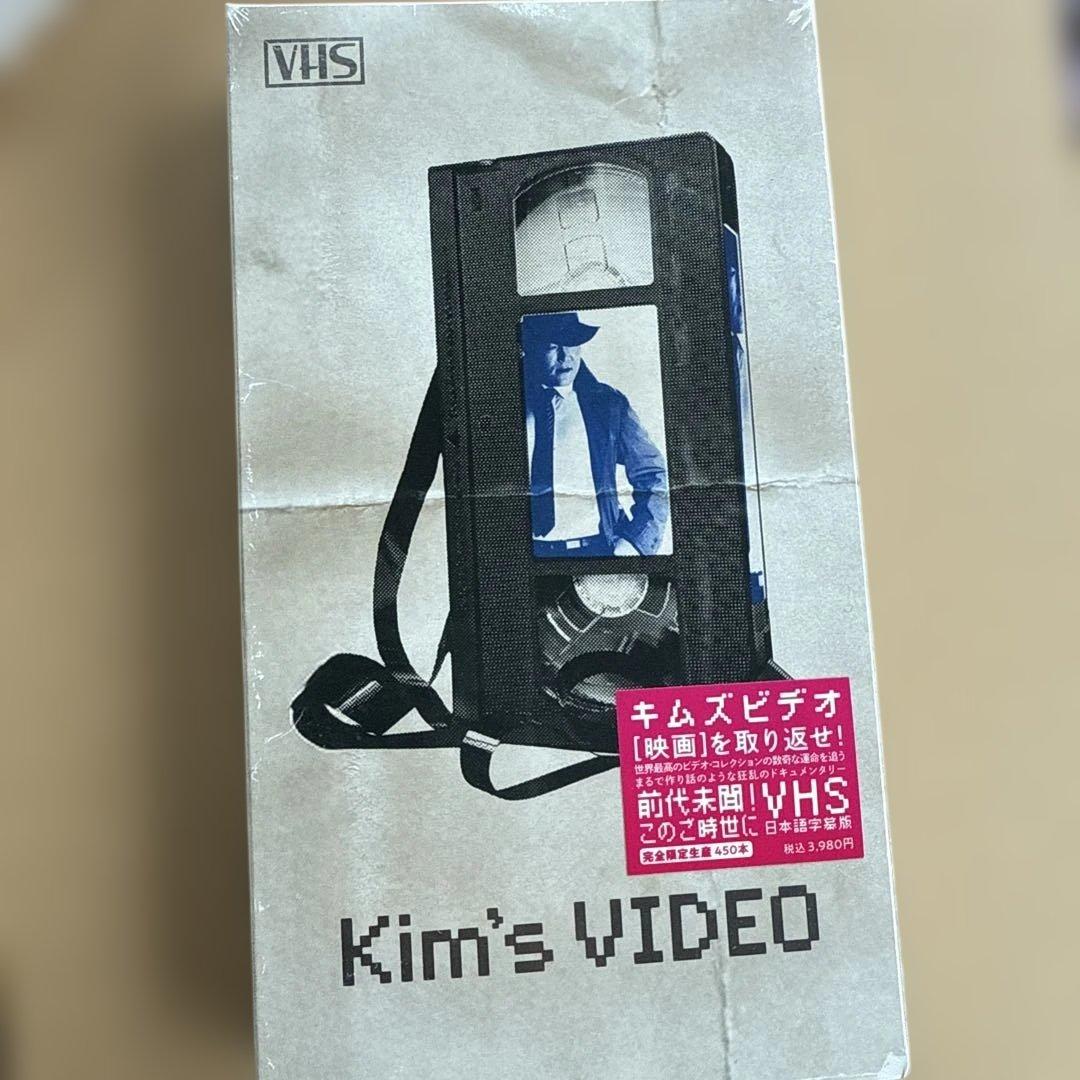 VHS
キムズビデオ
[映画]を取り返せ!
世界最高のビデオ・コレクションの数奇な運命を追う
まるで作り話のような狂乱のドキュメンタリー
前代未聞! VHS
このご時世に 日本語字幕版
完全限定生産 450本 税込3,980円
Kim's VIDEO